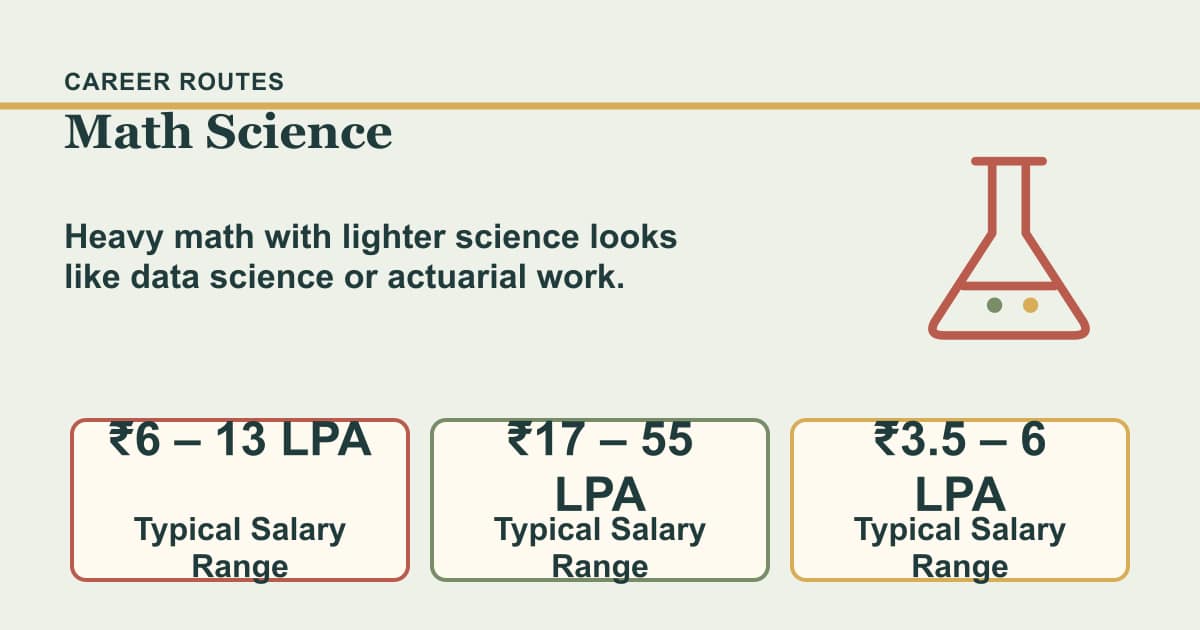 CAREER ROUTES
Math Science
Heavy math with lighter science looks
like data science or actuarial work.
₹6 – 13 LPA
Typical Salary
Range
₹17 – 55
LPA
Typical Salary
Range
₹3.5 – 6
LPA
Typical Salary
Range